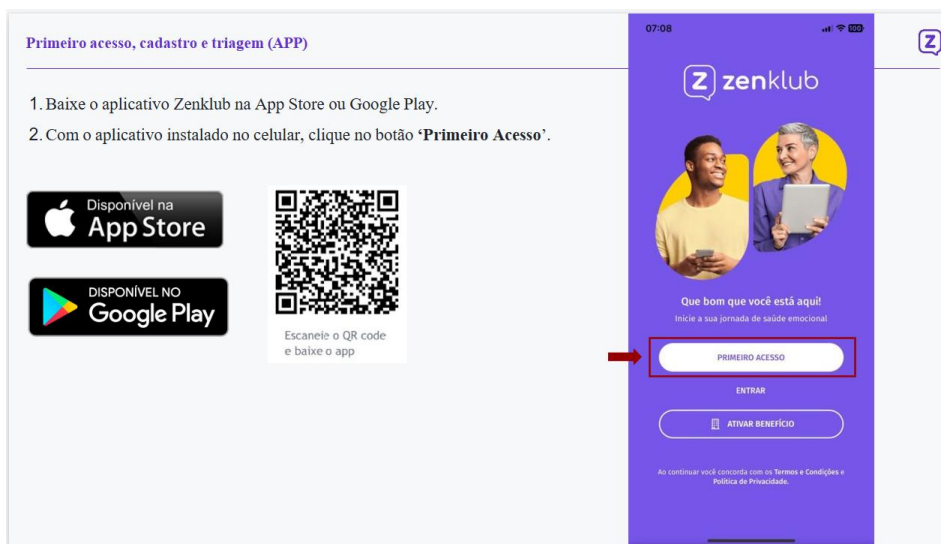 Primeiro acesso, cadastro e triagem (APP)
1. Baixe o aplicativo Zenklub na App Store ou Google Play.
2. Com o aplicativo instalado no celular, clique no botão ‘Primeiro Acesso’.
Disponível na
App Store
DISPONÍVEL NO
Google Play
Escaneie o QR code
e baixe o app
07:08
100
Z zenklub
Que bom que você está aqui!
Inicie a sua jornada de saúde emocional
PRIMEIRO ACESSO
ENTRAR
ATIVAR BENEFÍCIO
Ao continuar você concorda com os Termos e Condições e
Política de Privacidade.
Z